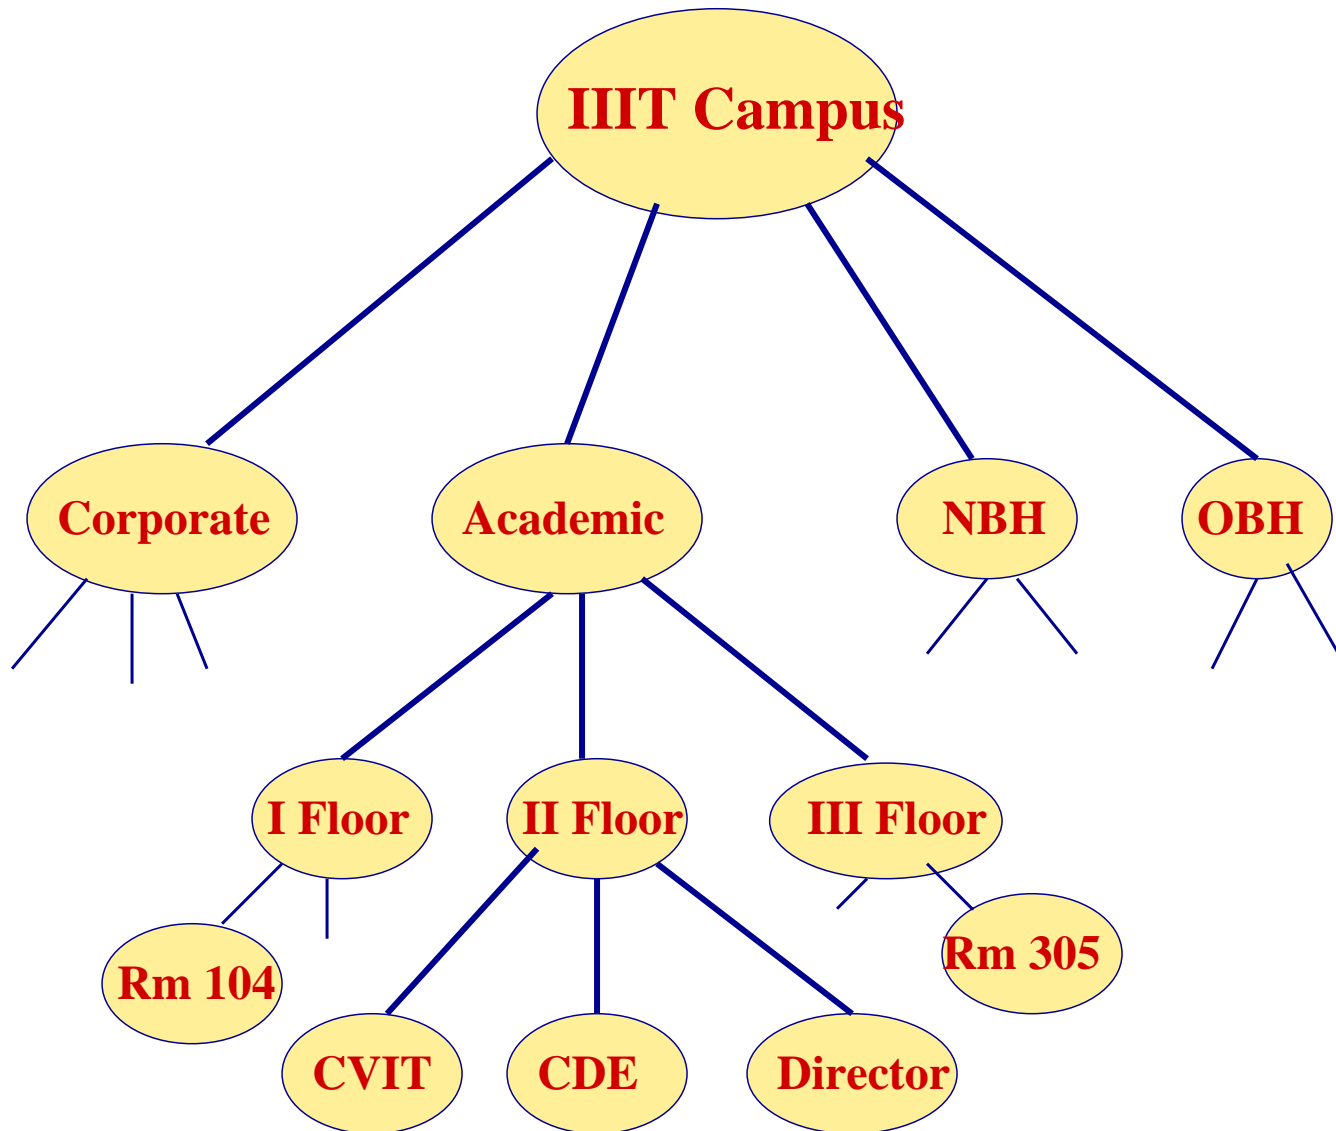 IIIT Campus
Corporate
Academic
NBH
OBH
I Floor
II Floor
III Floor
Rm 104
Rm 305
CVIT
CDE
Director